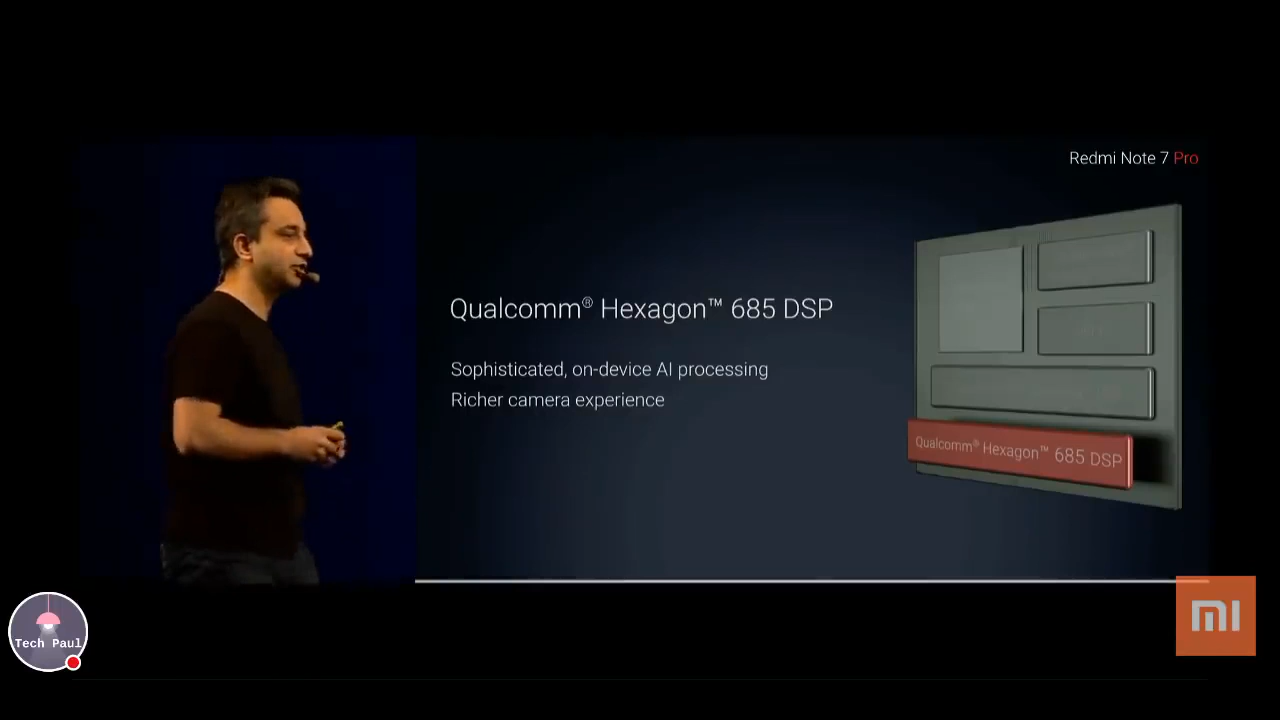 Redmi Note 7 Pro
Qualcomm® Hexagon™ 685 DSP
Sophisticated, on-device AI processing
Richer camera experience
Qualcomm® Hexagon™ 685 DSP
Tech Paul
MI